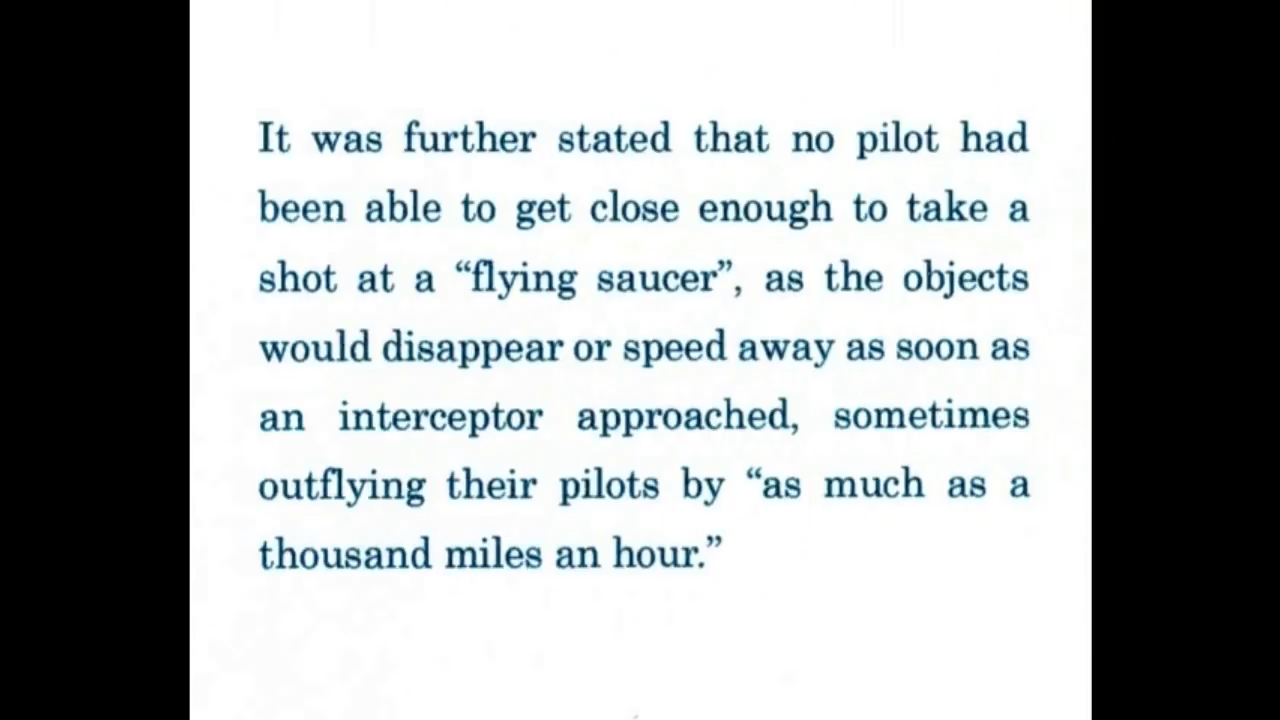 It was further stated that no pilot had
been able to get close enough to take a
shot at a “flying saucer”, as the objects
would disappear or speed away as soon as
an interceptor approached, sometimes
outflying their pilots by “as much as a
thousand miles an hour.”